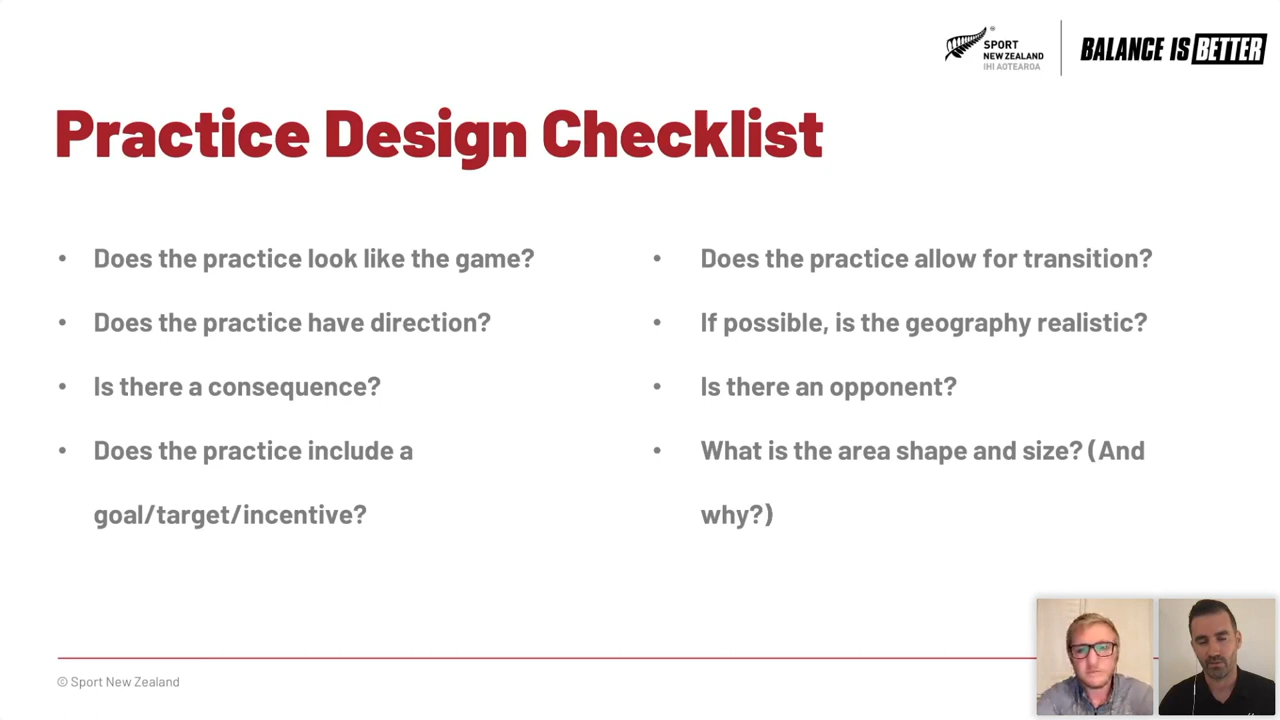 SPORT
NEW ZEALAND
IHI AOTEAROA
BALANCE IS BETTER
Practice Design Checklist
• Does the practice look like the game?
• Does the practice have direction?
• Is there a consequence?
• Does the practice include a
goal/target/incentive?
• Does the practice allow for transition?
• If possible, is the geography realistic?
• Is there an opponent?
• What is the area shape and size? (And
why?)
© Sport New Zealand